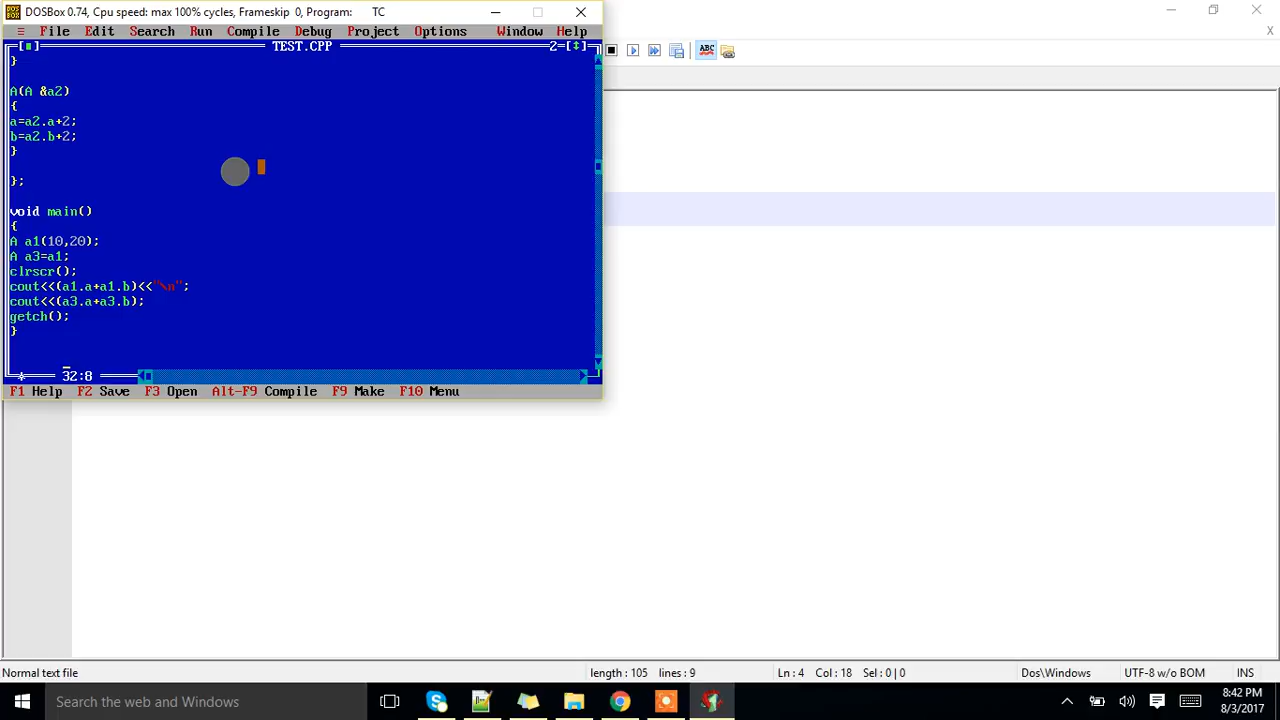 DOSBox 0.74, Cpu speed: max 100% cycles, Frameskip 0, Program: TC
≡ File Edit Search Run Compile Debug Project Options Window Help
[■] TEST.CPP 2=[↕]
}
A(A &a2)
{
a=a2.a+2;
b=a2.b+2;
}
};
void main()
{
A a1(10,20);
A a3=a1;
clrscr();
cout<<(a1.a+a1.b)<<"\n";
cout<<(a3.a+a3.b);
getch();
}
* 32:8
F1 Help F2 Save F3 Open Alt-F9 Compile F9 Make F10 Menu
ABC
X
Normal text file length : 105 lines : 9 Ln : 4 Col : 18 Sel : 0 | 0 Dos\Windows UTF-8 w/o BOM INS
Search the web and Windows
8:42 PM
8/3/2017